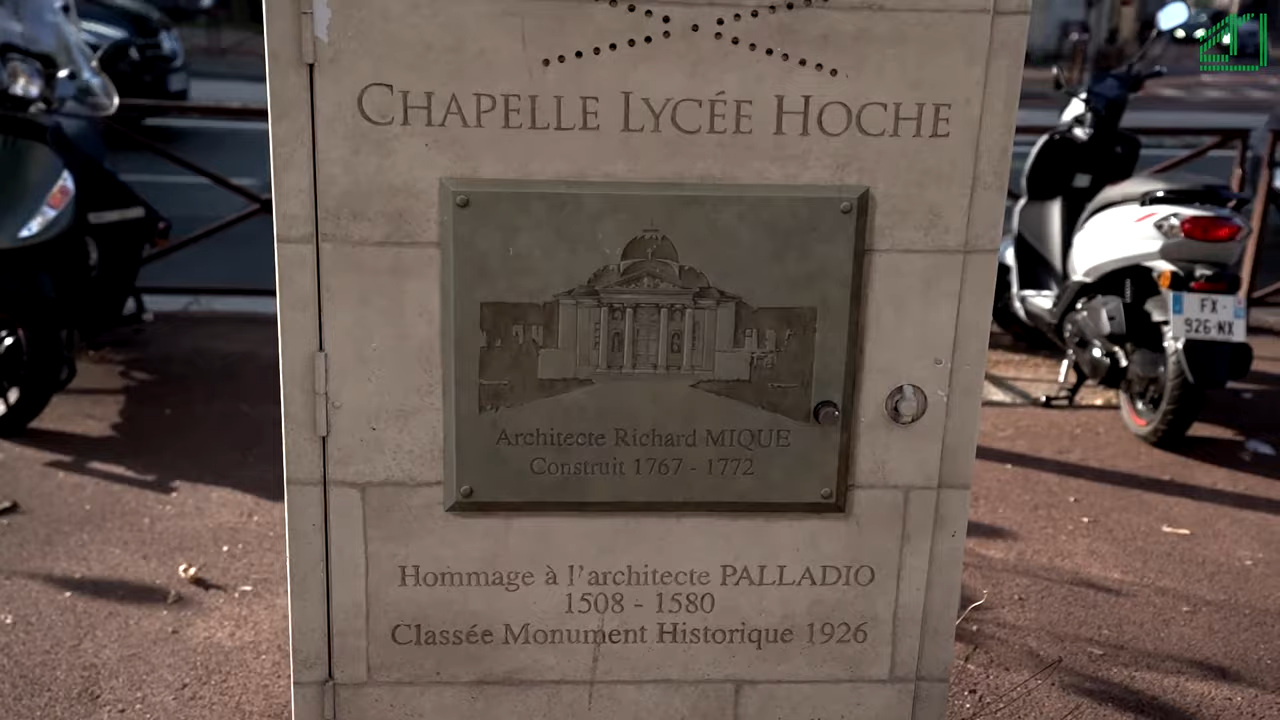 CHAPELLE LYCÉE HOCHE
Architecte Richard MIQUE
Construit 1767 - 1772
Hommage à l'architecte PALLADIO
1508 - 1580
Classée Monument Historique 1926
FX-
926-NX